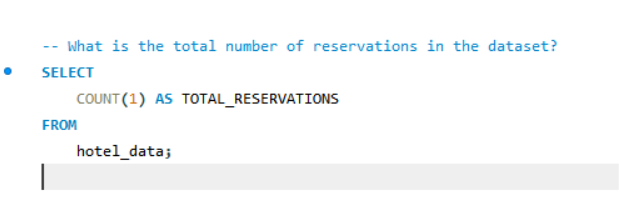 -- What is the total number of reservations in the dataset?
SELECT
COUNT(1) AS TOTAL_RESERVATIONS
FROM
hotel_data;